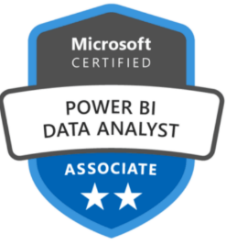 Microsoft
CERTIFIED
POWER BI
DATA ANALYST
ASSOCIATE